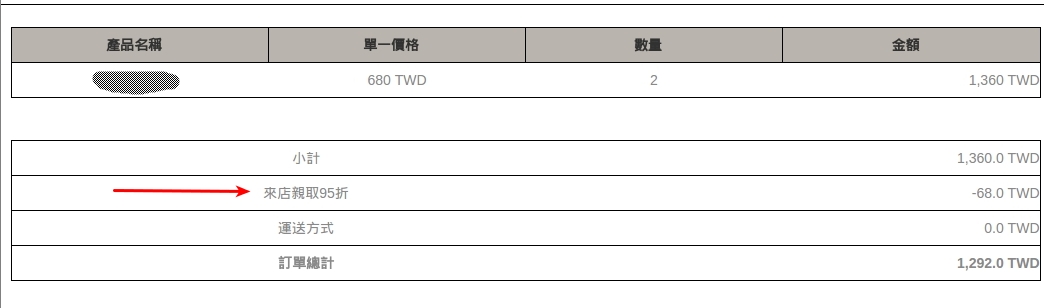 產品名稱 單一價格 數量 金額
680 TWD 2 1,360 TWD
小計 1,360.0 TWD
來店親取95折 -68.0 TWD
運送方式 0.0 TWD
訂單總計 1,292.0 TWD